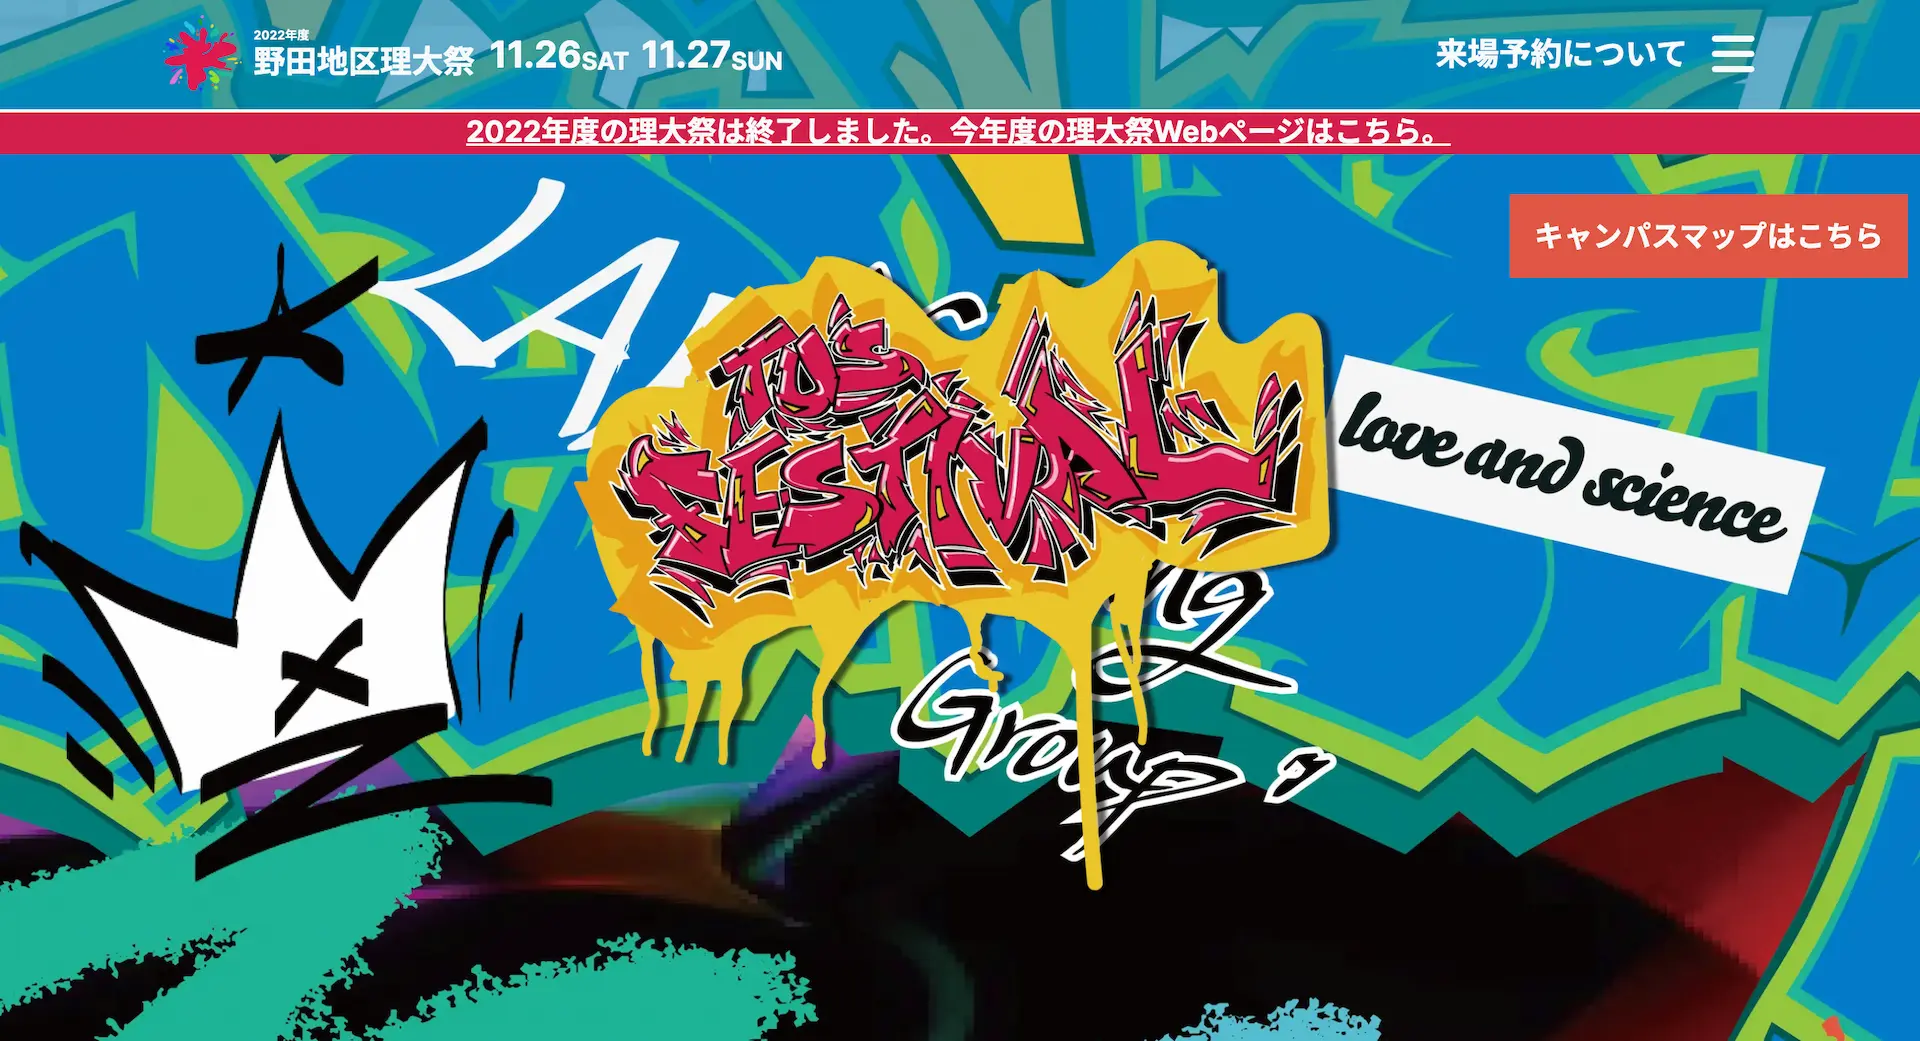 2022年度
野田地区理大祭 11.26SAT 11.27SUN
来場予約について
2022年度の理大祭は終了しました。今年度の理大祭Webページはこちら。
キャンパスマップはこちら
TUS
FESTIVAL
love and science
Group